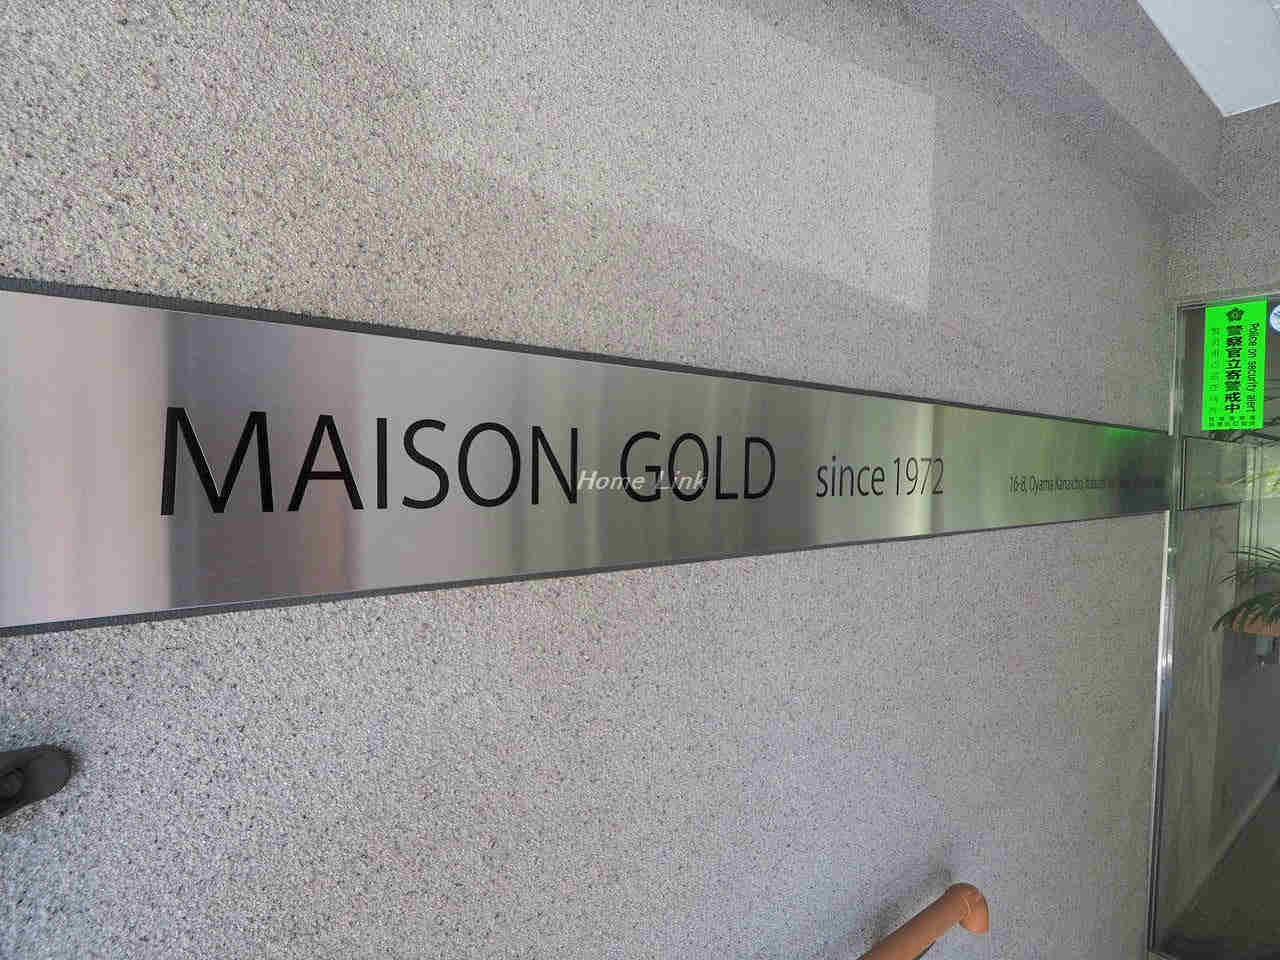 MAISON GOLD since 1972
16-8, Oyama Kanaicho, Itabashi
Home Link
Police on security alert
警察官立寄警戒中